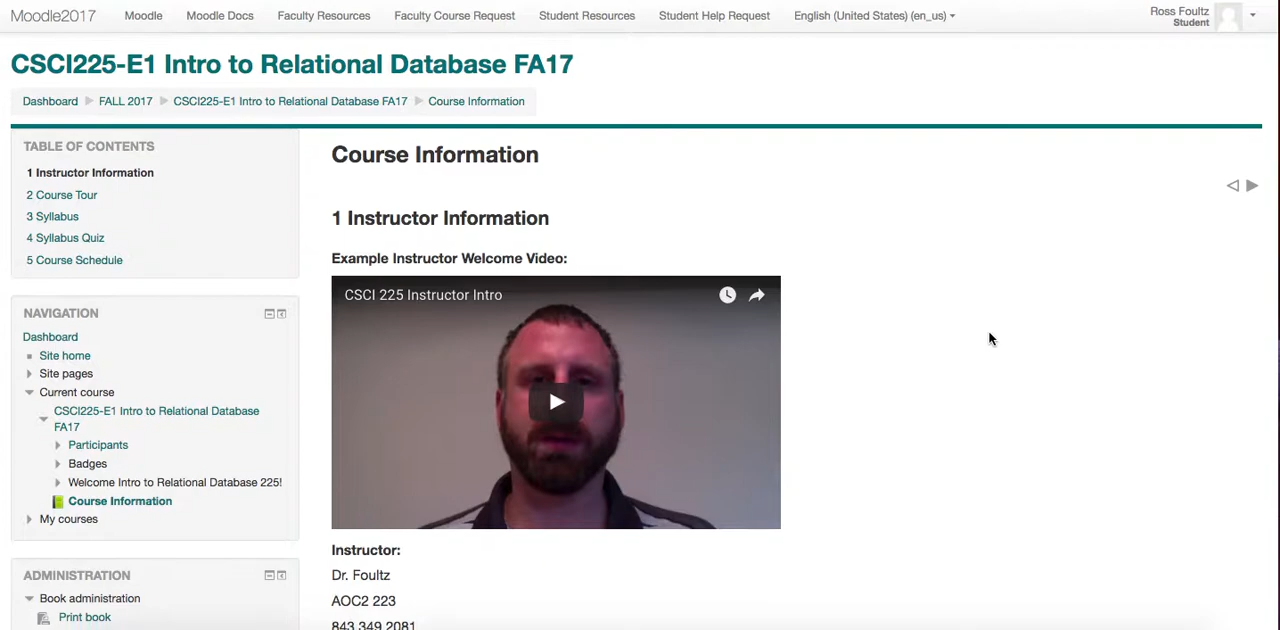 Moodle2017
Moodle
Moodle Docs
Faculty Resources
Faculty Course Request
Student Resources
Student Help Request
English (United States) (en_us)
Ross Foultz
Student
CSCI225-E1 Intro to Relational Database FA17
Dashboard
FALL 2017
CSCI225-E1 Intro to Relational Database FA17
Course Information
TABLE OF CONTENTS
1 Instructor Information
2 Course Tour
3 Syllabus
4 Syllabus Quiz
5 Course Schedule
NAVIGATION
Dashboard
Site home
Site pages
Current course
CSCI225-E1 Intro to Relational Database
FA17
Participants
Badges
Welcome Intro to Relational Database 225!
Course Information
My courses
ADMINISTRATION
Book administration
Print book
Course Information
1 Instructor Information
Example Instructor Welcome Video:
CSCI 225 Instructor Intro
Instructor:
Dr. Foultz
AOC2 223
843 349 2081